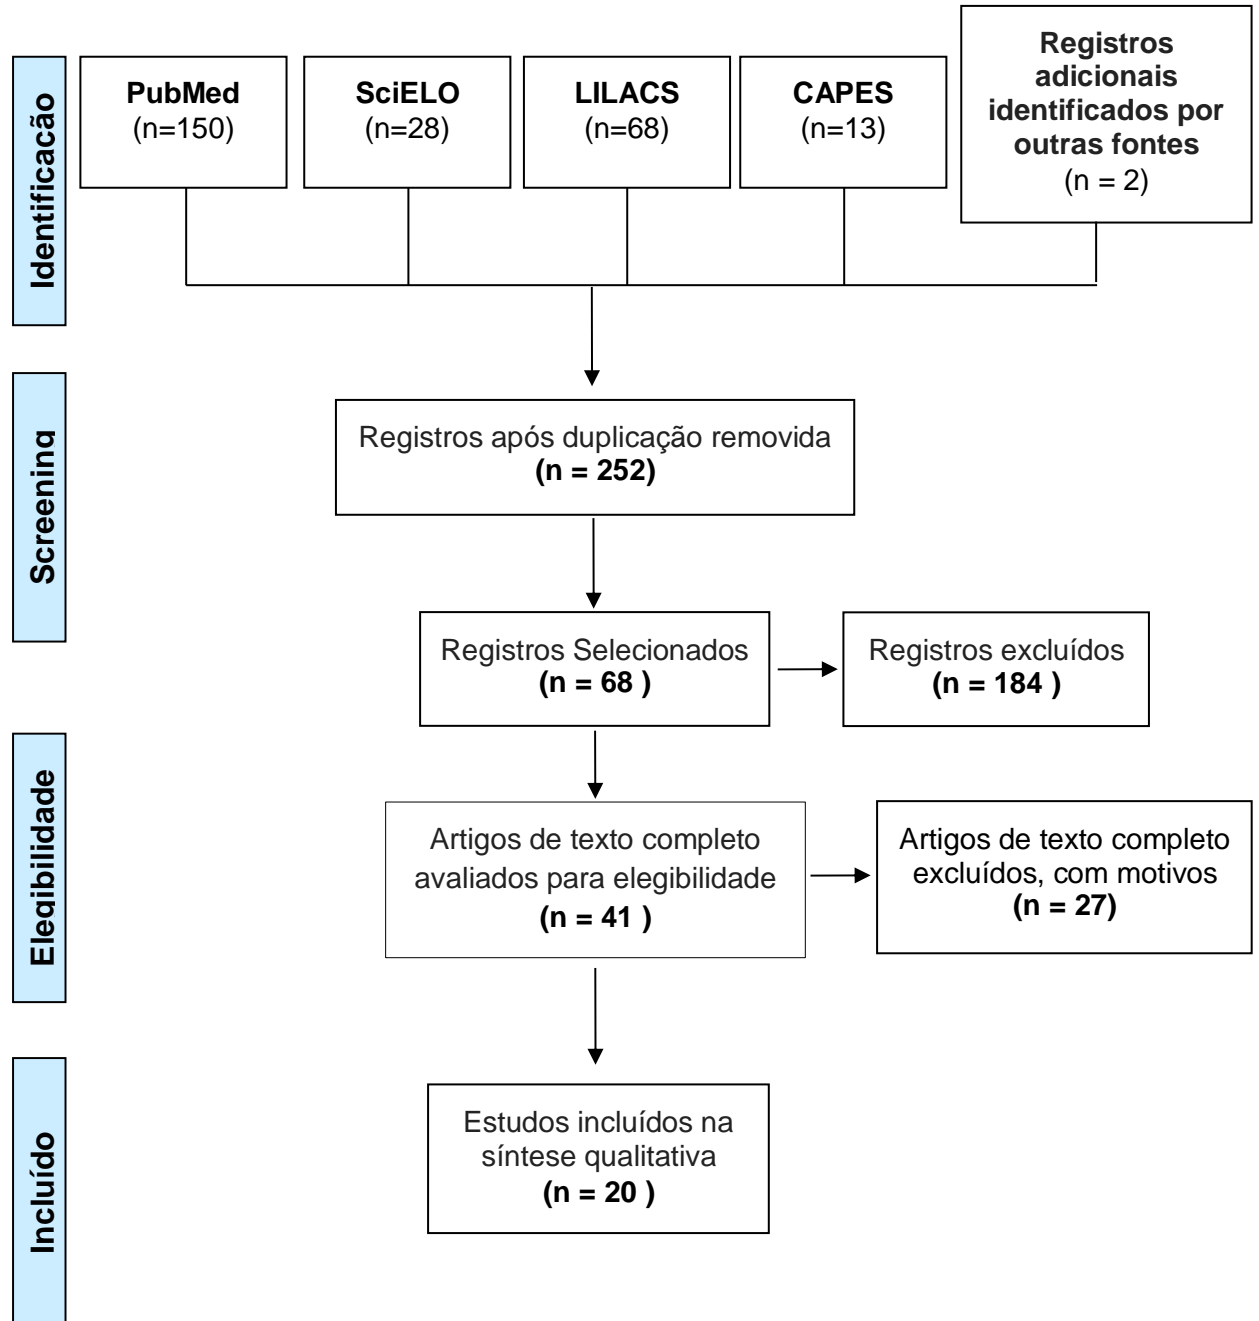 Identificação
PubMed
(n=150)
SciELO
(n=28)
LILACS
(n=68)
CAPES
(n=13)
Registros
adicionais
identificados por
outras fontes
(n = 2)
Screening
Registros após duplicação removida
(n = 252)
Registros Selecionados
(n = 68 )
Registros excluídos
(n = 184 )
Elegibilidade
Artigos de texto completo
avaliados para elegibilidade
(n = 41 )
Artigos de texto completo
excluídos, com motivos
(n = 27)
Incluído
Estudos incluídos na
síntese qualitativa
(n = 20 )